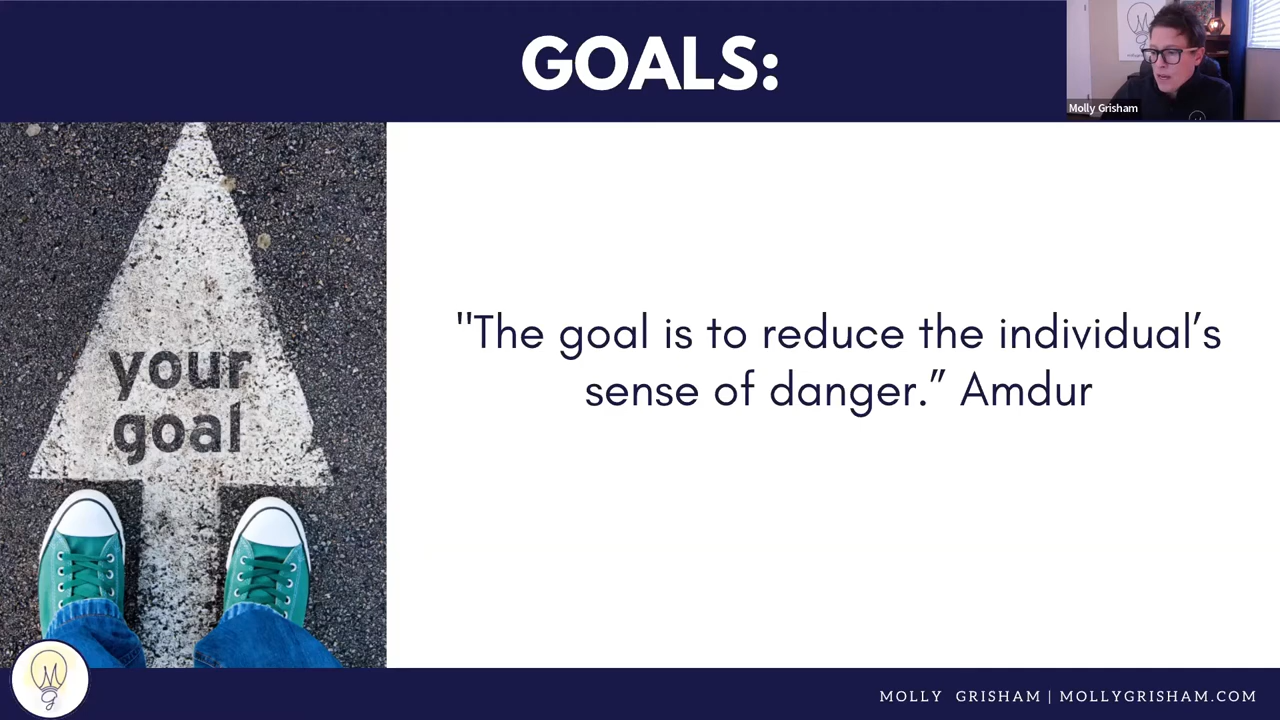 GOALS:
Molly Grisham
your
goal
"The goal is to reduce the individual’s
sense of danger.” Amdur
M
g
MOLLY GRISHAM | MOLLYGRISHAM.COM